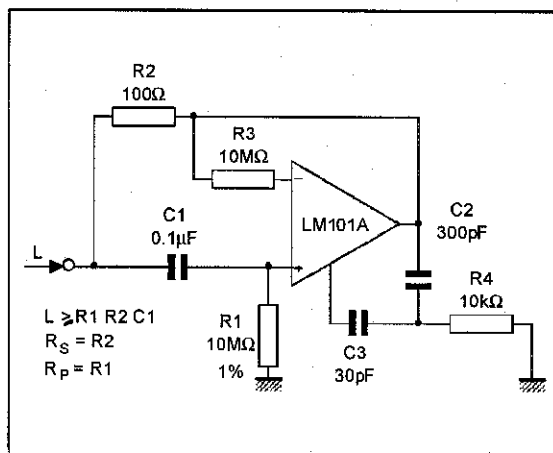 R2
100Ω
R3
10MΩ
C1
0.1µF
LM101A
C2
300pF
L
R4
10kΩ
L ⩾R1 R2 C1
R_S = R2
R_P = R1
R1
10MΩ
1%
C3
30pF
−
+